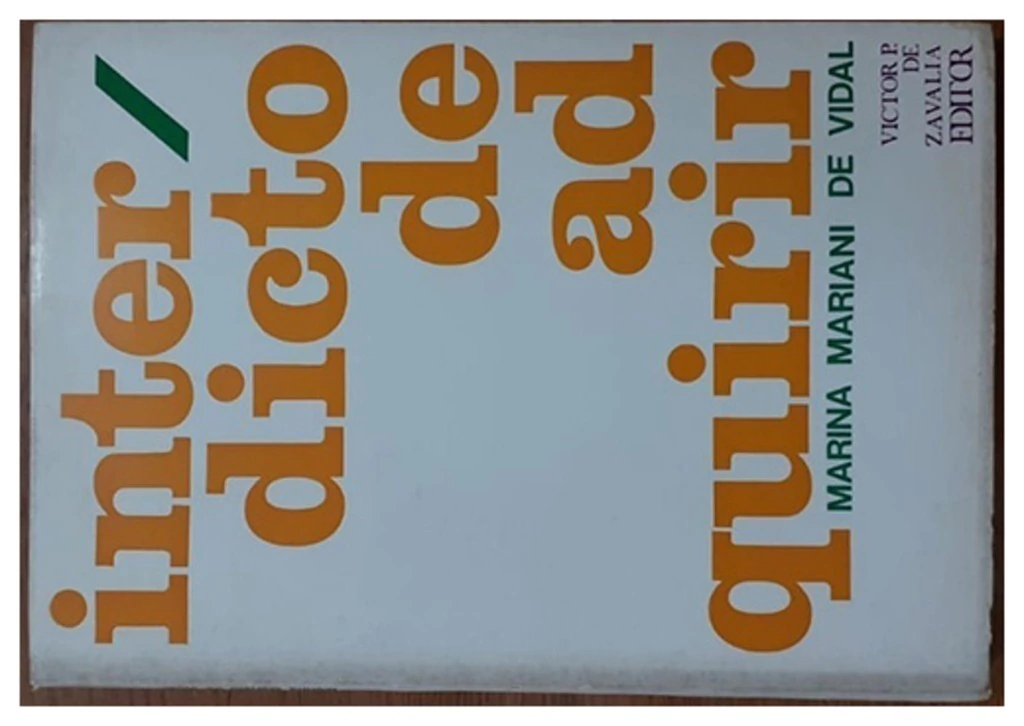 inter/
dicto
de
ad
quirir
MARINA MARIANI DE VIDAL
VICTOR P.
DE
ZAVALIA
EDITOR